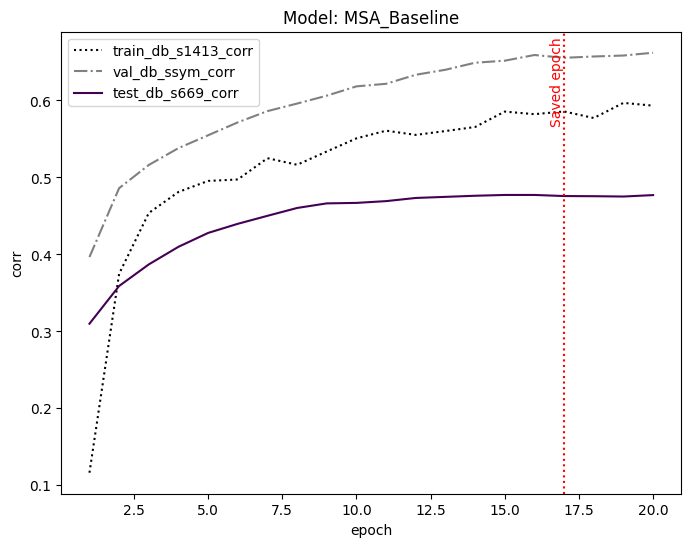 Model: MSA_Baseline
train_db_s1413_corr
val_db_ssym_corr
test_db_s669_corr
Saved epoch
corr
0.6
0.5
0.4
0.3
0.2
0.1
2.5
5.0
7.5
10.0
12.5
15.0
17.5
20.0
epoch